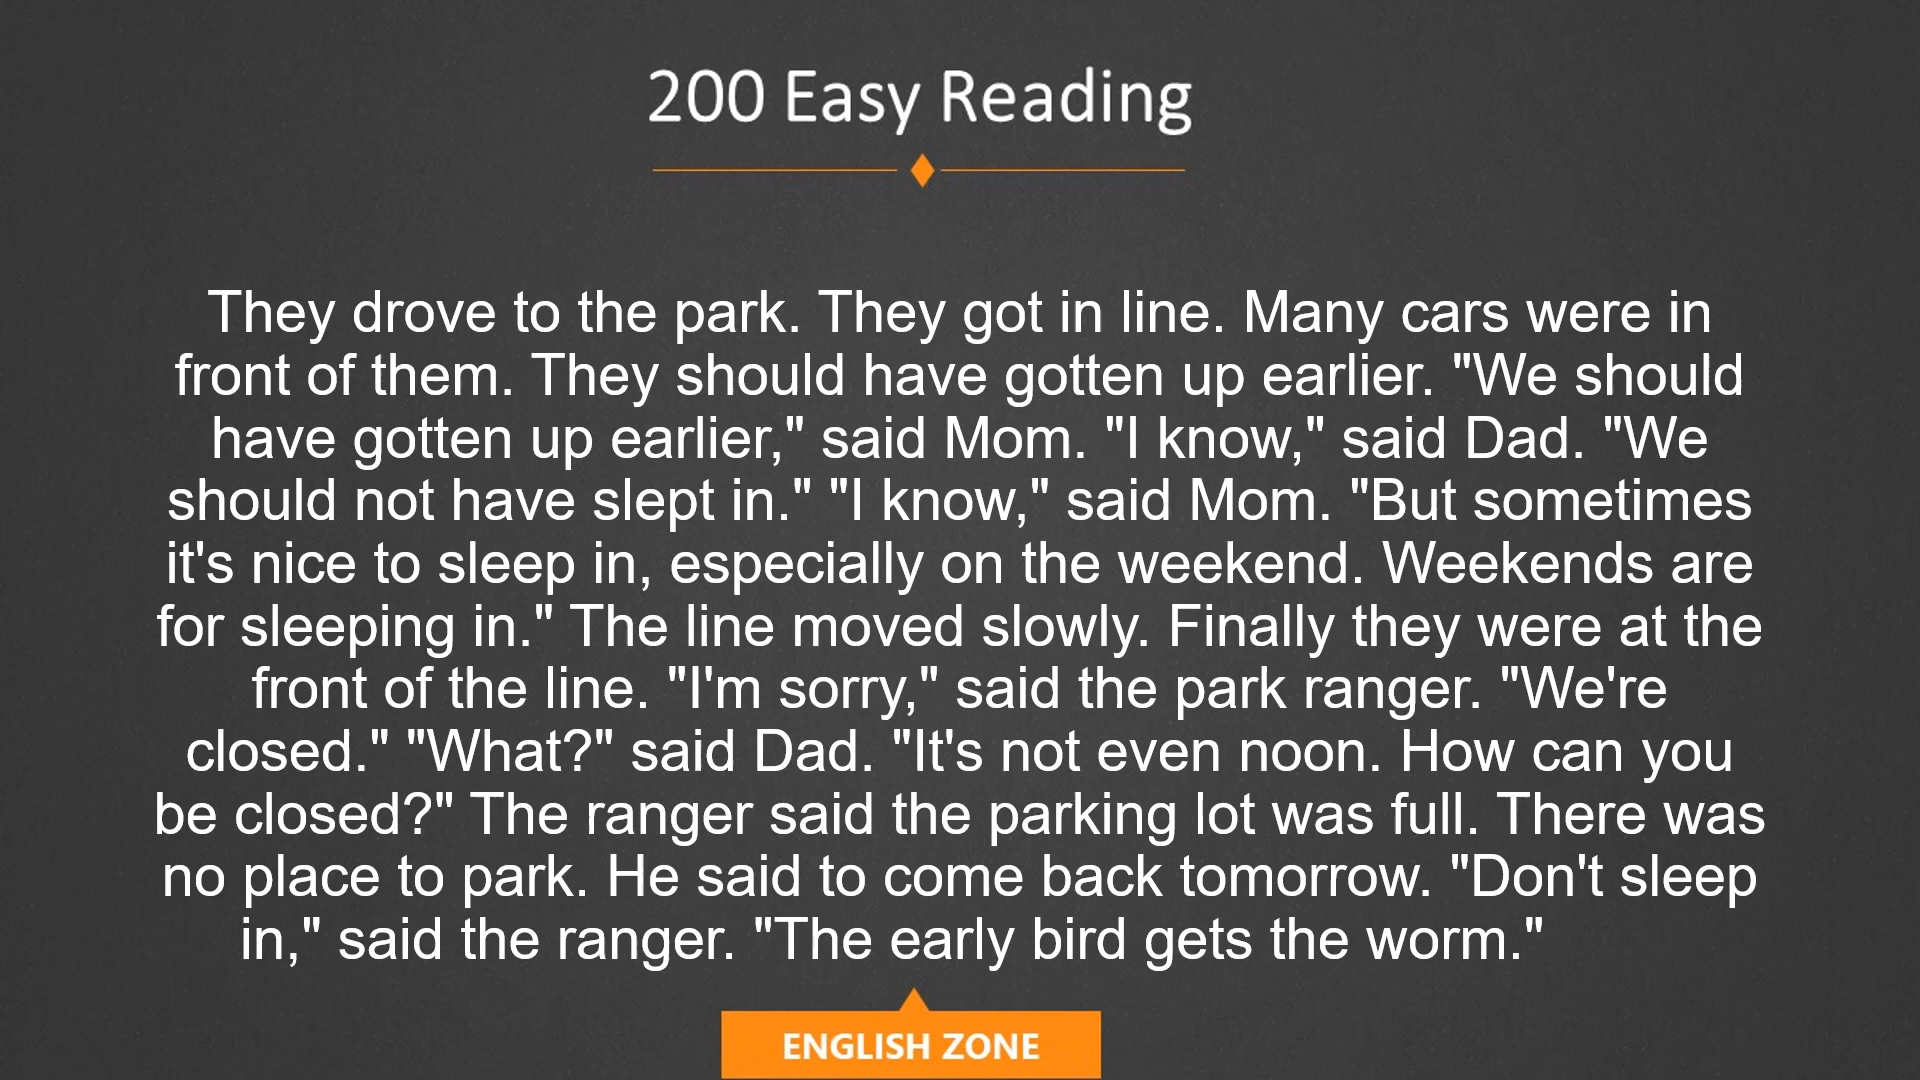 200 Easy Reading
They drove to the park. They got in line. Many cars were in
front of them. They should have gotten up earlier. "We should
have gotten up earlier," said Mom. "I know," said Dad. "We
should not have slept in." "I know," said Mom. "But sometimes
it's nice to sleep in, especially on the weekend. Weekends are
for sleeping in." The line moved slowly. Finally they were at the
front of the line. "I'm sorry," said the park ranger. "We're
closed." "What?" said Dad. "It's not even noon. How can you
be closed?" The ranger said the parking lot was full. There was
no place to park. He said to come back tomorrow. "Don't sleep
in," said the ranger. "The early bird gets the worm."
ENGLISH ZONE